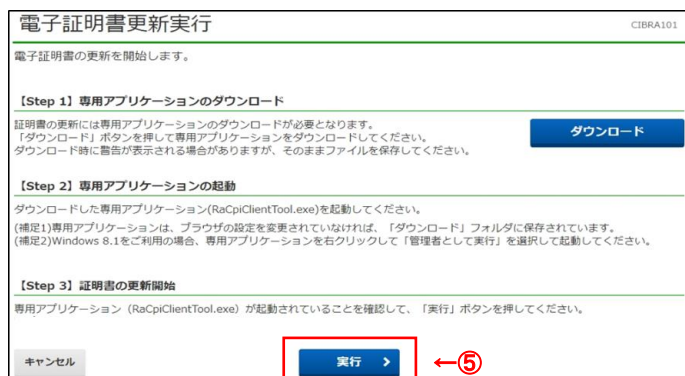 電子証明書更新実行
CIBRA101
電子証明書の更新を開始します。
【Step 1】専用アプリケーションのダウンロード
証明書の更新には専用アプリケーションのダウンロードが必要となります。
「ダウンロード」ボタンを押して専用アプリケーションをダウンロードしてください。
ダウンロード時に警告が表示される場合がありますが、そのままファイルを保存してください。
ダウンロード
【Step 2】専用アプリケーションの起動
ダウンロードした専用アプリケーション(RaCpiClientTool.exe)を起動してください。
(補足1)専用アプリケーションは、ブラウザの設定を変更されていなければ、「ダウンロード」フォルダに保存されています。
(補足2)Windows 8.1をご利用の場合、専用アプリケーションを右クリックして「管理者として実行」を選択して起動してください。
【Step 3】証明書の更新開始
専用アプリケーション（RaCpiClientTool.exe）が起動されていることを確認して、「実行」ボタンを押してください。
キャンセル
実行 >
←⑤